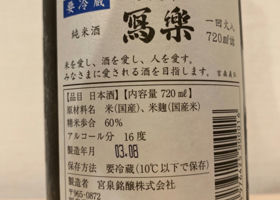 要冷蔵
寫樂
純米酒
一回火入
720ml詰
米を愛し、酒を愛し、人を愛す。
みなさまに愛される酒を目指します。
【品目 日本酒】【内容量 720ml】
原材料名 米(国産)、米麹(国産米)
精米歩合 60%
アルコール分 16度
製造年月 03.08
保存方法 要冷蔵(10℃以下で保存)
製造者 宮泉銘醸株式会社
〒965-0872